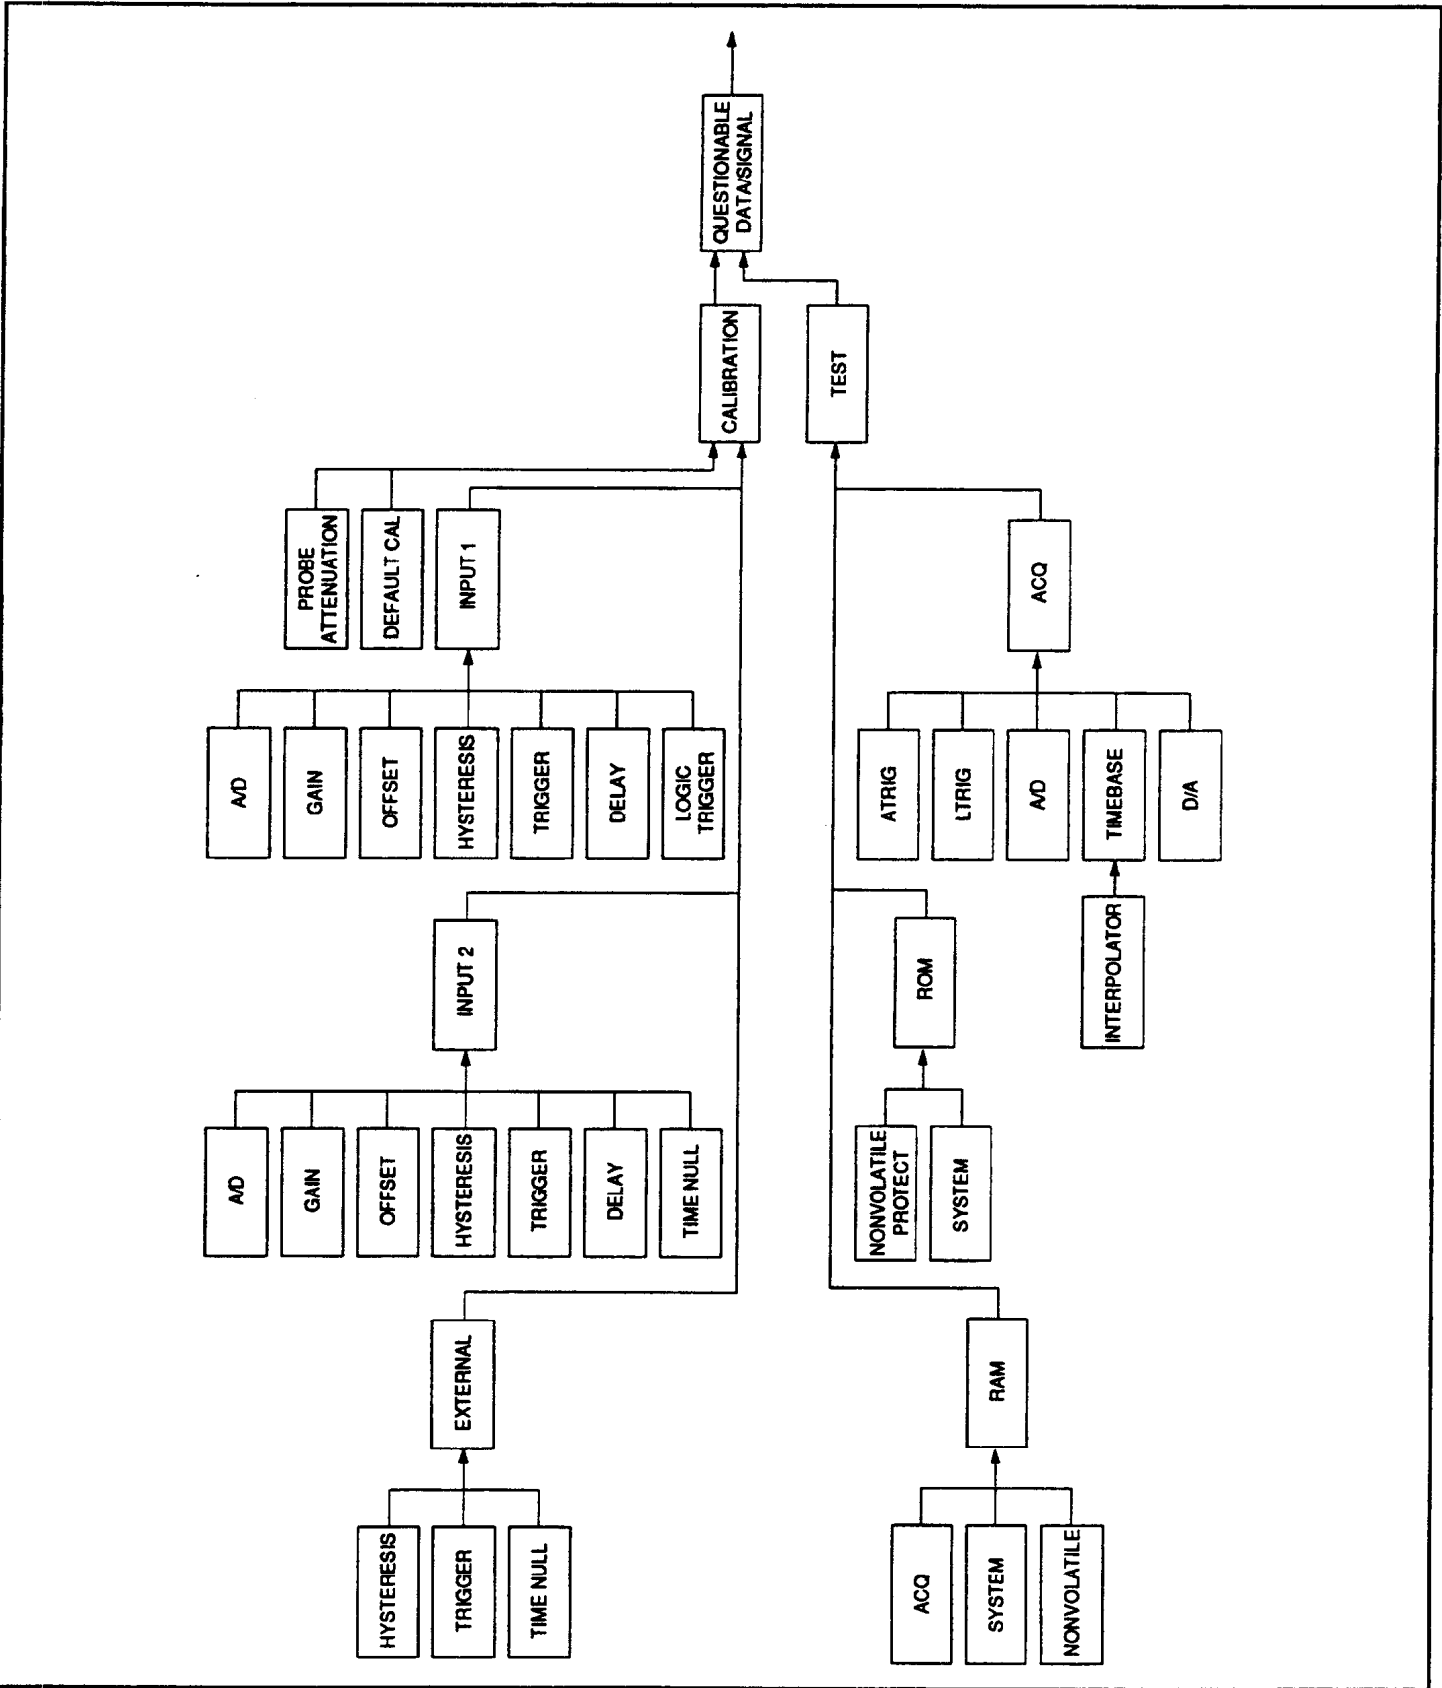 HYSTERESIS
TRIGGER
TIME NULL
EXTERNAL
A/D
GAIN
OFFSET
HYSTERESIS
TRIGGER
DELAY
TIME NULL
INPUT 2
A/D
GAIN
OFFSET
HYSTERESIS
TRIGGER
DELAY
LOGIC
TRIGGER
PROBE
ATTENUATION
DEFAULT CAL
INPUT 1
CALIBRATION
QUESTIONABLE
DATA/SIGNAL
ACQ
SYSTEM
NONVOLATILE
RAM
NONVOLATILE
PROTECT
SYSTEM
ROM
INTERPOLATOR
ATRIG
LTRIG
A/D
TIMEBASE
D/A
ACQ
TEST